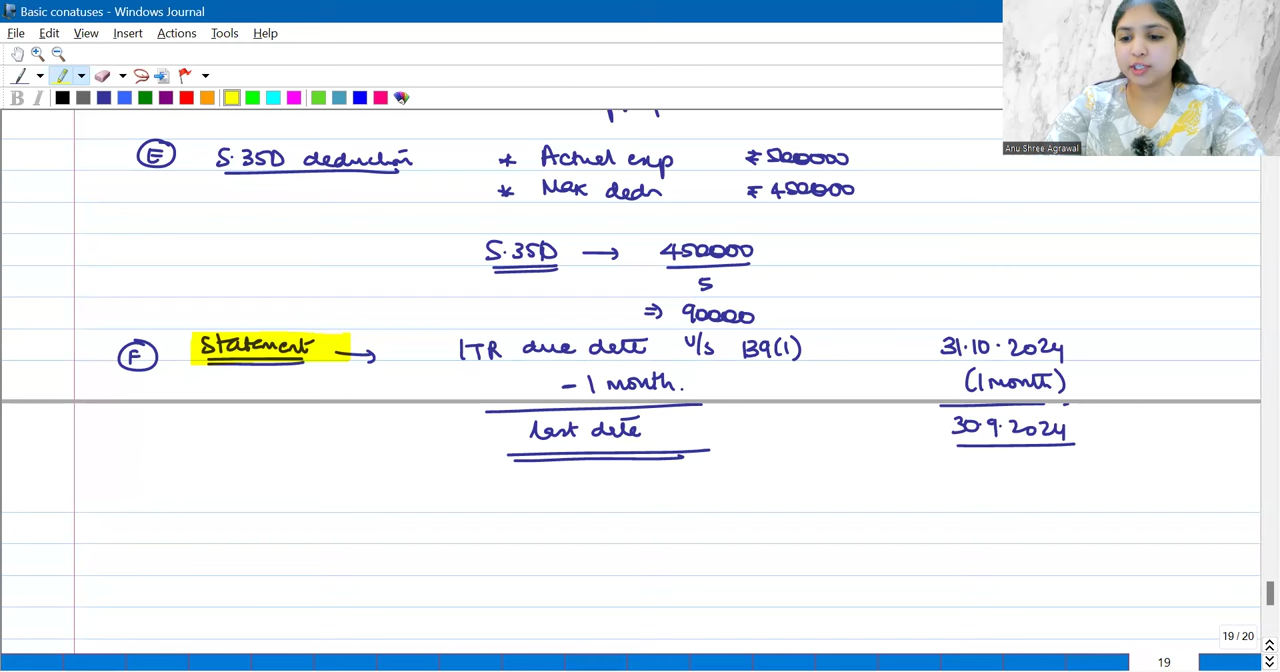 Basic conatuses - Windows Journal
File Edit View Insert Actions Tools Help
B I
Anu Shree Agrawal
E S.35D deduction * Actual exp ₹500000
* Max dedn ₹450000
S.35D → 450000
5
⇒ 90000
F Statement → ITR due date u/s 139(1) 31.10.2024
- 1 month. (1 month)
last date 30.9.2024
19 / 20
19